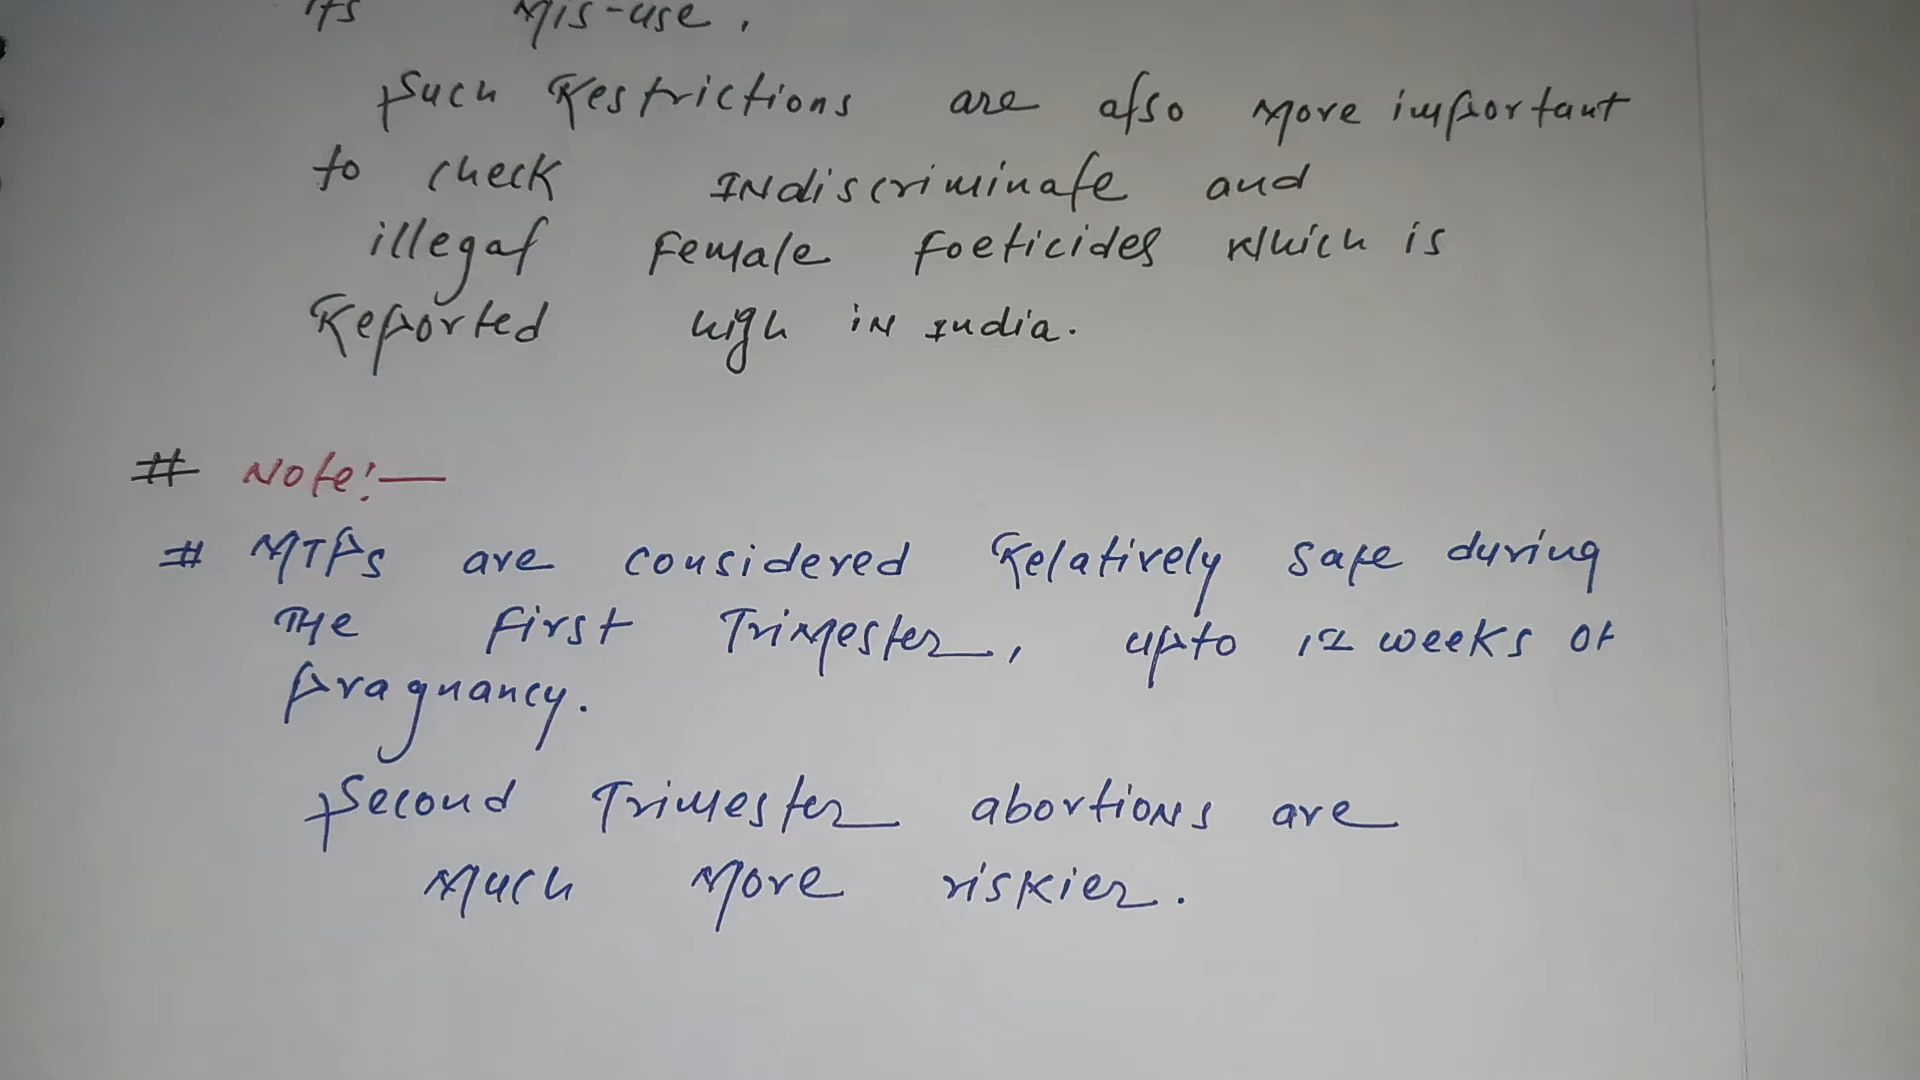 its mis-use.
Such Restrictions are also more important
to check INdiscriminate and
illegal female foeticides which is
Reported high iN India.
# Note:—
# MTPs are considered Relatively safe during
THe first Trimester, upto 12 weeks of
pragnancy.
Second Trimester abortioNs are
much more riskier.